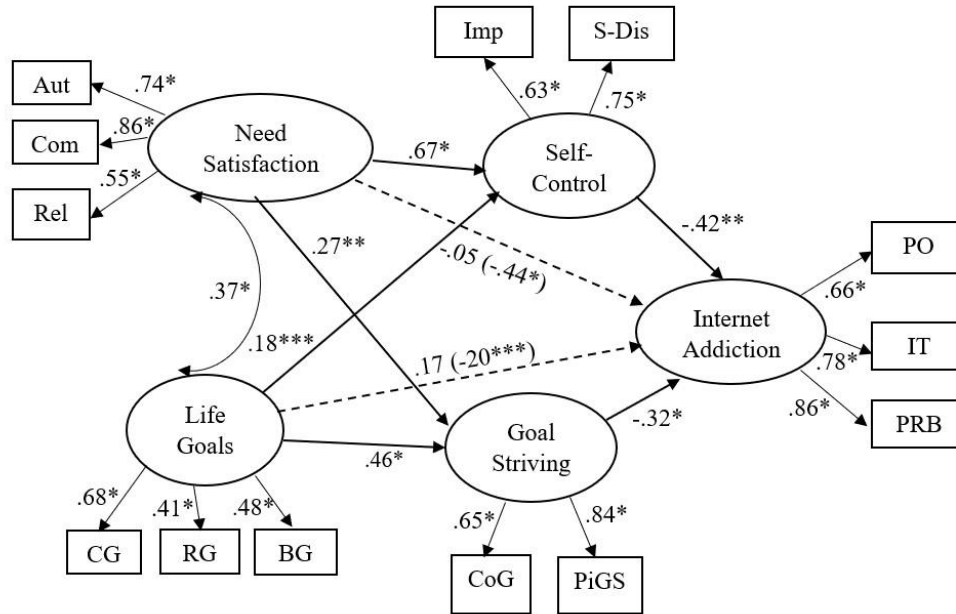 Imp
S-Dis
Aut
.74*
.63*
.75*
Com
.86*
Need
Satisfaction
.67*
Self-
Control
Rel
.55*
-.42**
PO
.27**
-.05 (-.44*)
.66*
.37*
Internet
Addiction
IT
.18***
.17 (-20***)
.78*
.86*
PRB
Life
Goals
-.32*
Goal
Striving
.46*
.68*
.41*
.48*
.65*
.84*
CG
RG
BG
CoG
PiGS